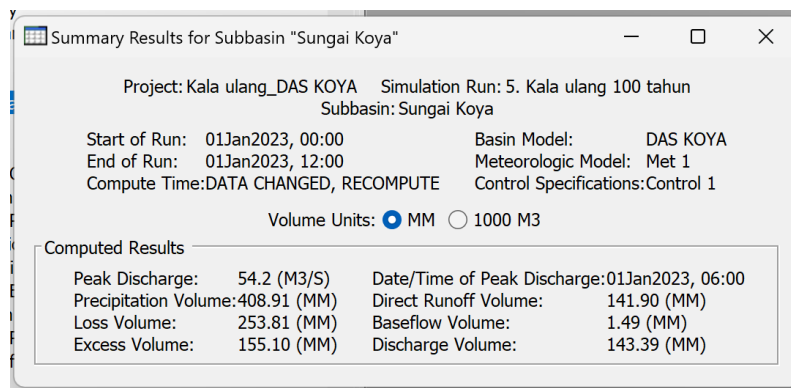 Summary Results for Subbasin "Sungai Koya"
Project: Kala ulang_DAS KOYA Simulation Run: 5. Kala ulang 100 tahun
Subbasin: Sungai Koya
Start of Run: 01Jan2023, 00:00 Basin Model: DAS KOYA
End of Run: 01Jan2023, 12:00 Meteorologic Model: Met 1
Compute Time:DATA CHANGED, RECOMPUTE Control Specifications:Control 1
Volume Units: MM 1000 M3
Computed Results
Peak Discharge: 54.2 (M3/S) Date/Time of Peak Discharge:01Jan2023, 06:00
Precipitation Volume:408.91 (MM) Direct Runoff Volume: 141.90 (MM)
Loss Volume: 253.81 (MM) Baseflow Volume: 1.49 (MM)
Excess Volume: 155.10 (MM) Discharge Volume: 143.39 (MM)